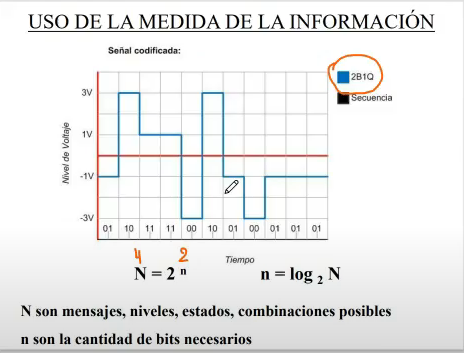 USO DE LA MEDIDA DE LA INFORMACIÓN
Señal codificada:
2B1Q
Secuencia
Nivel de Voltaje
3V
1V
-1V
-3V
01 10 11 11 00 10 01 00 01 01 01
Tiempo
4 2
N = 2 ⁿ n = log ₂ N
N son mensajes, niveles, estados, combinaciones posibles
n son la cantidad de bits necesarios